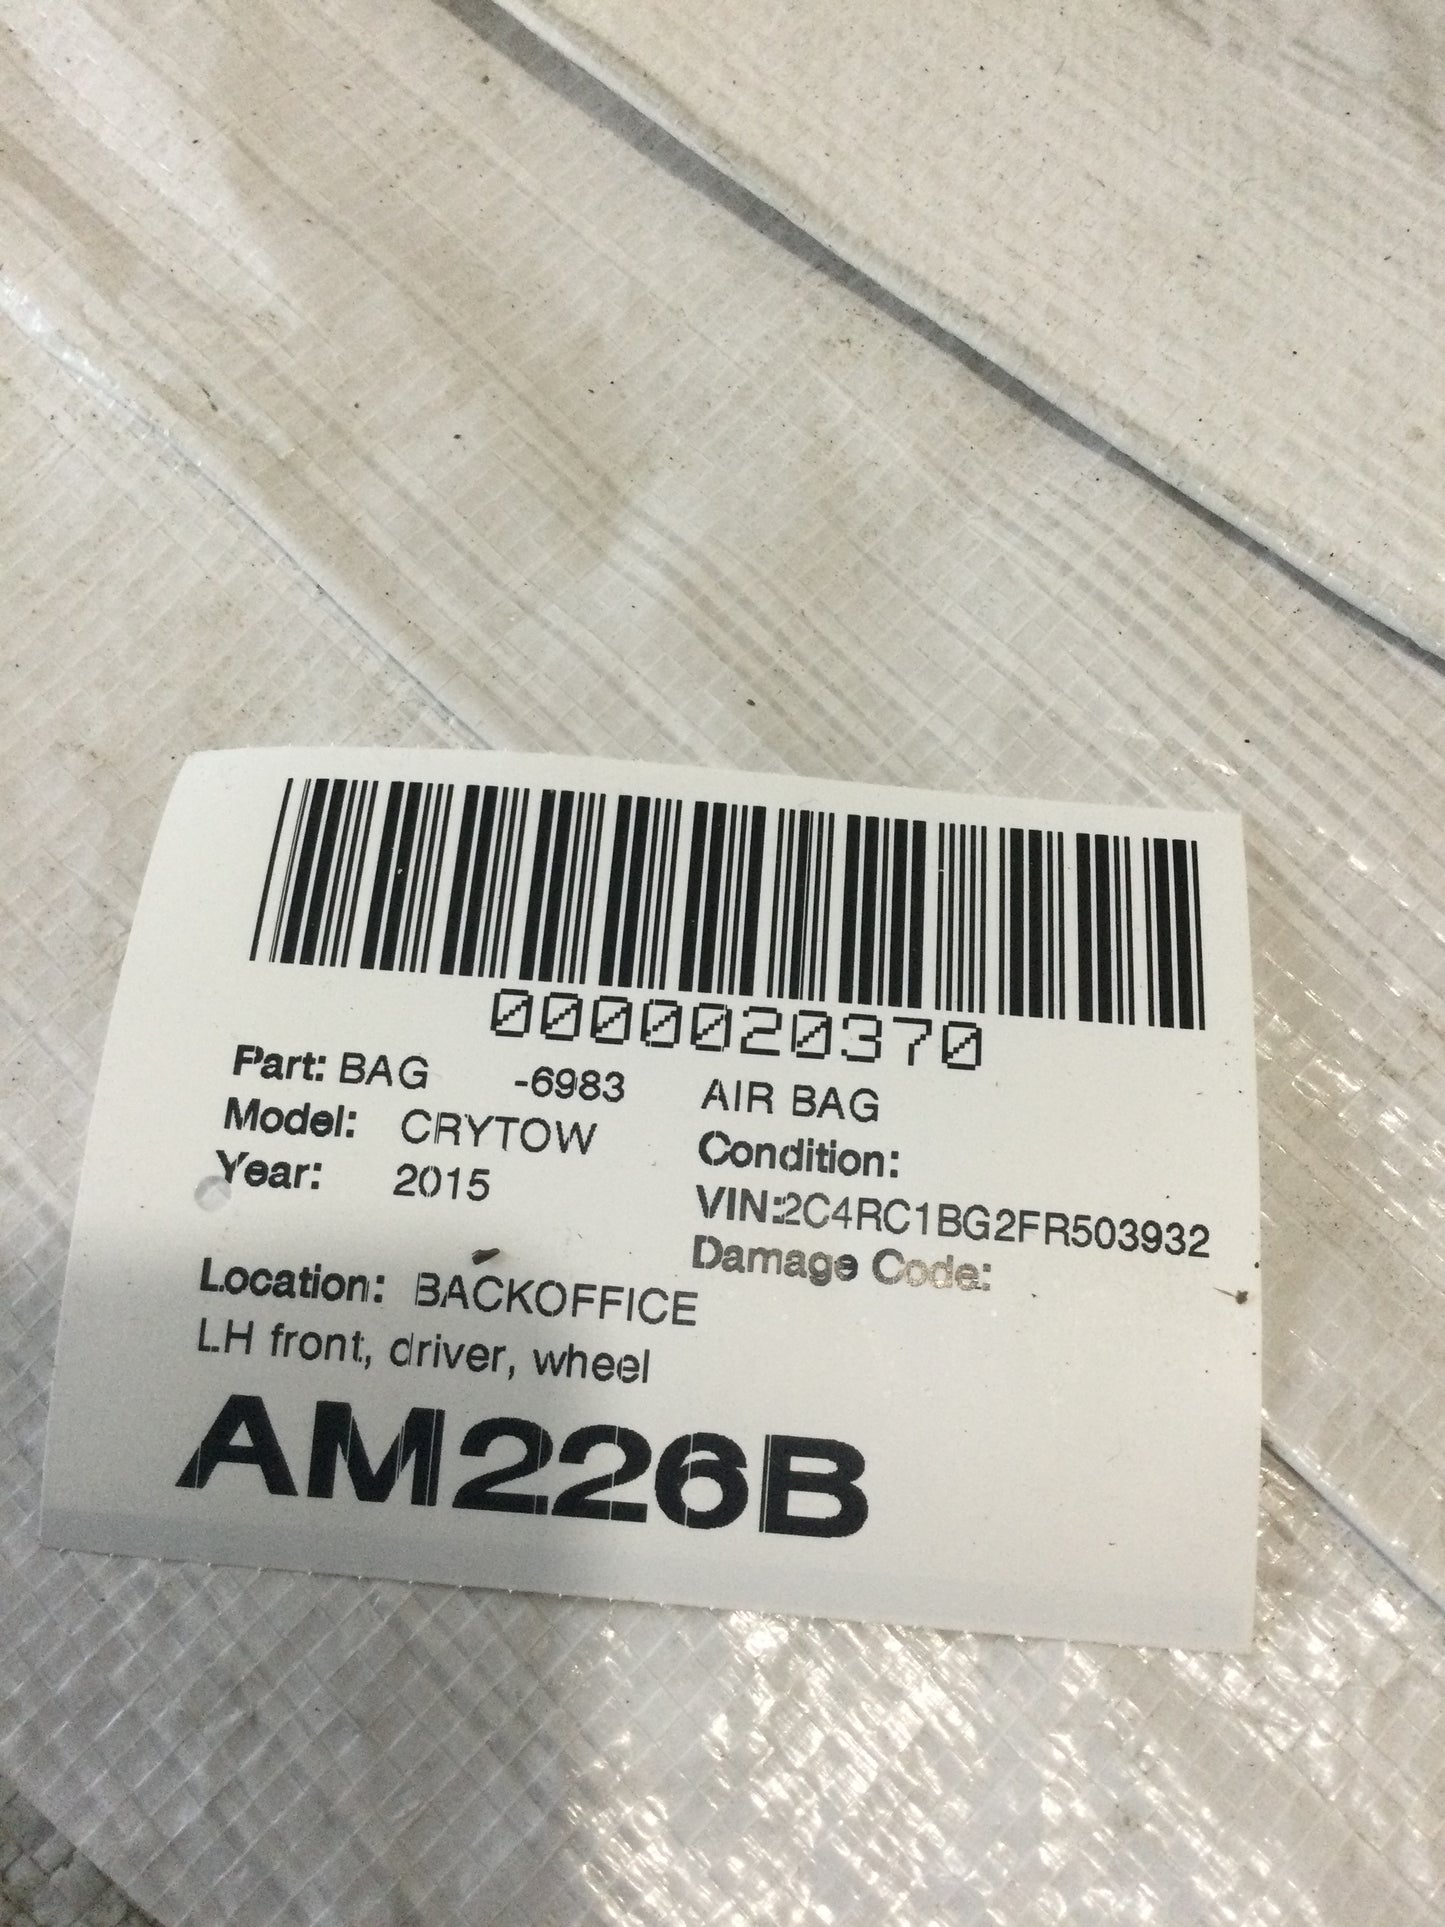 0000020370
Part: BAG -6983 AIR BAG
Model: CRYTOW Condition:
Year: 2015 VIN:2C4RC1BG2FR503932
Damage Code:
Location: BACKOFFICE
LH front, driver, wheel
AM226B